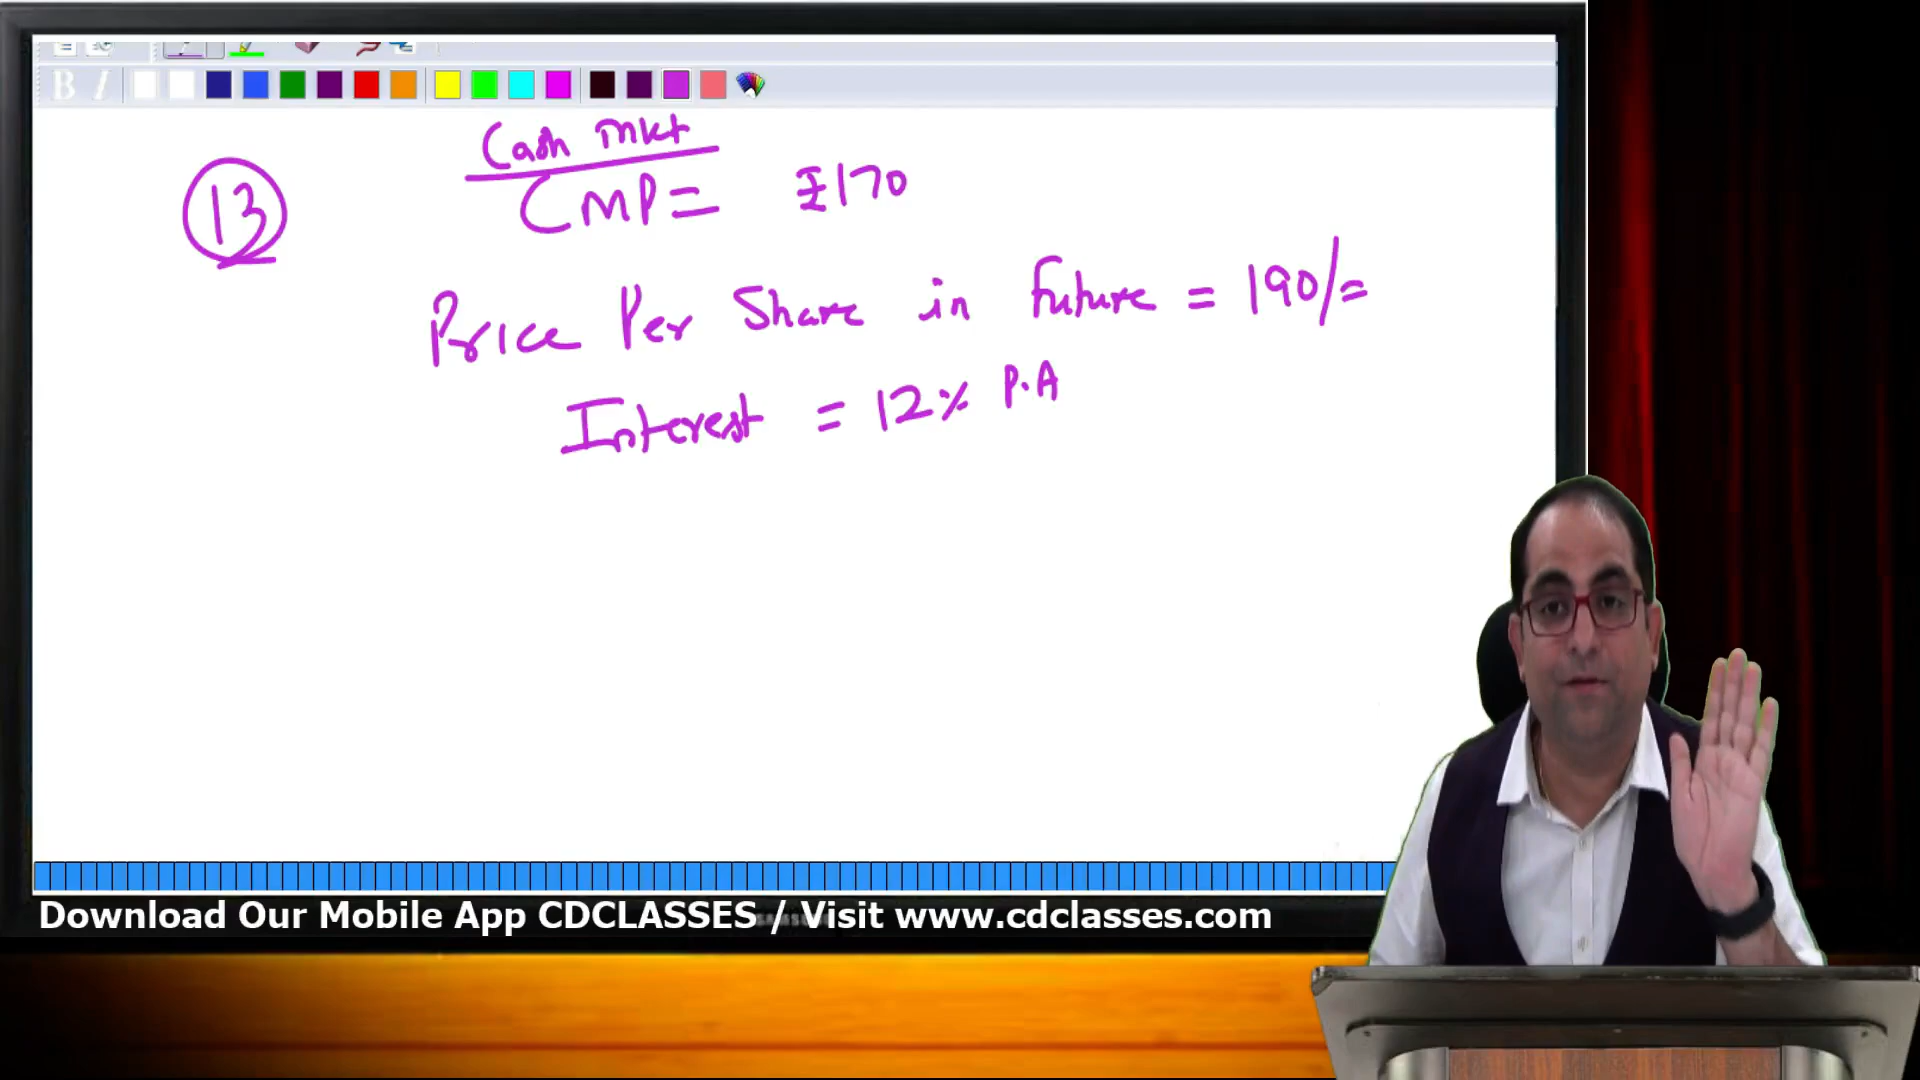 B I
Cash mkt
13
CMP= ₹170
Price Per Share in Future = 190/=
Interest = 12% P.A
Download Our Mobile App CDCLASSES / Visit www.cdclasses.com